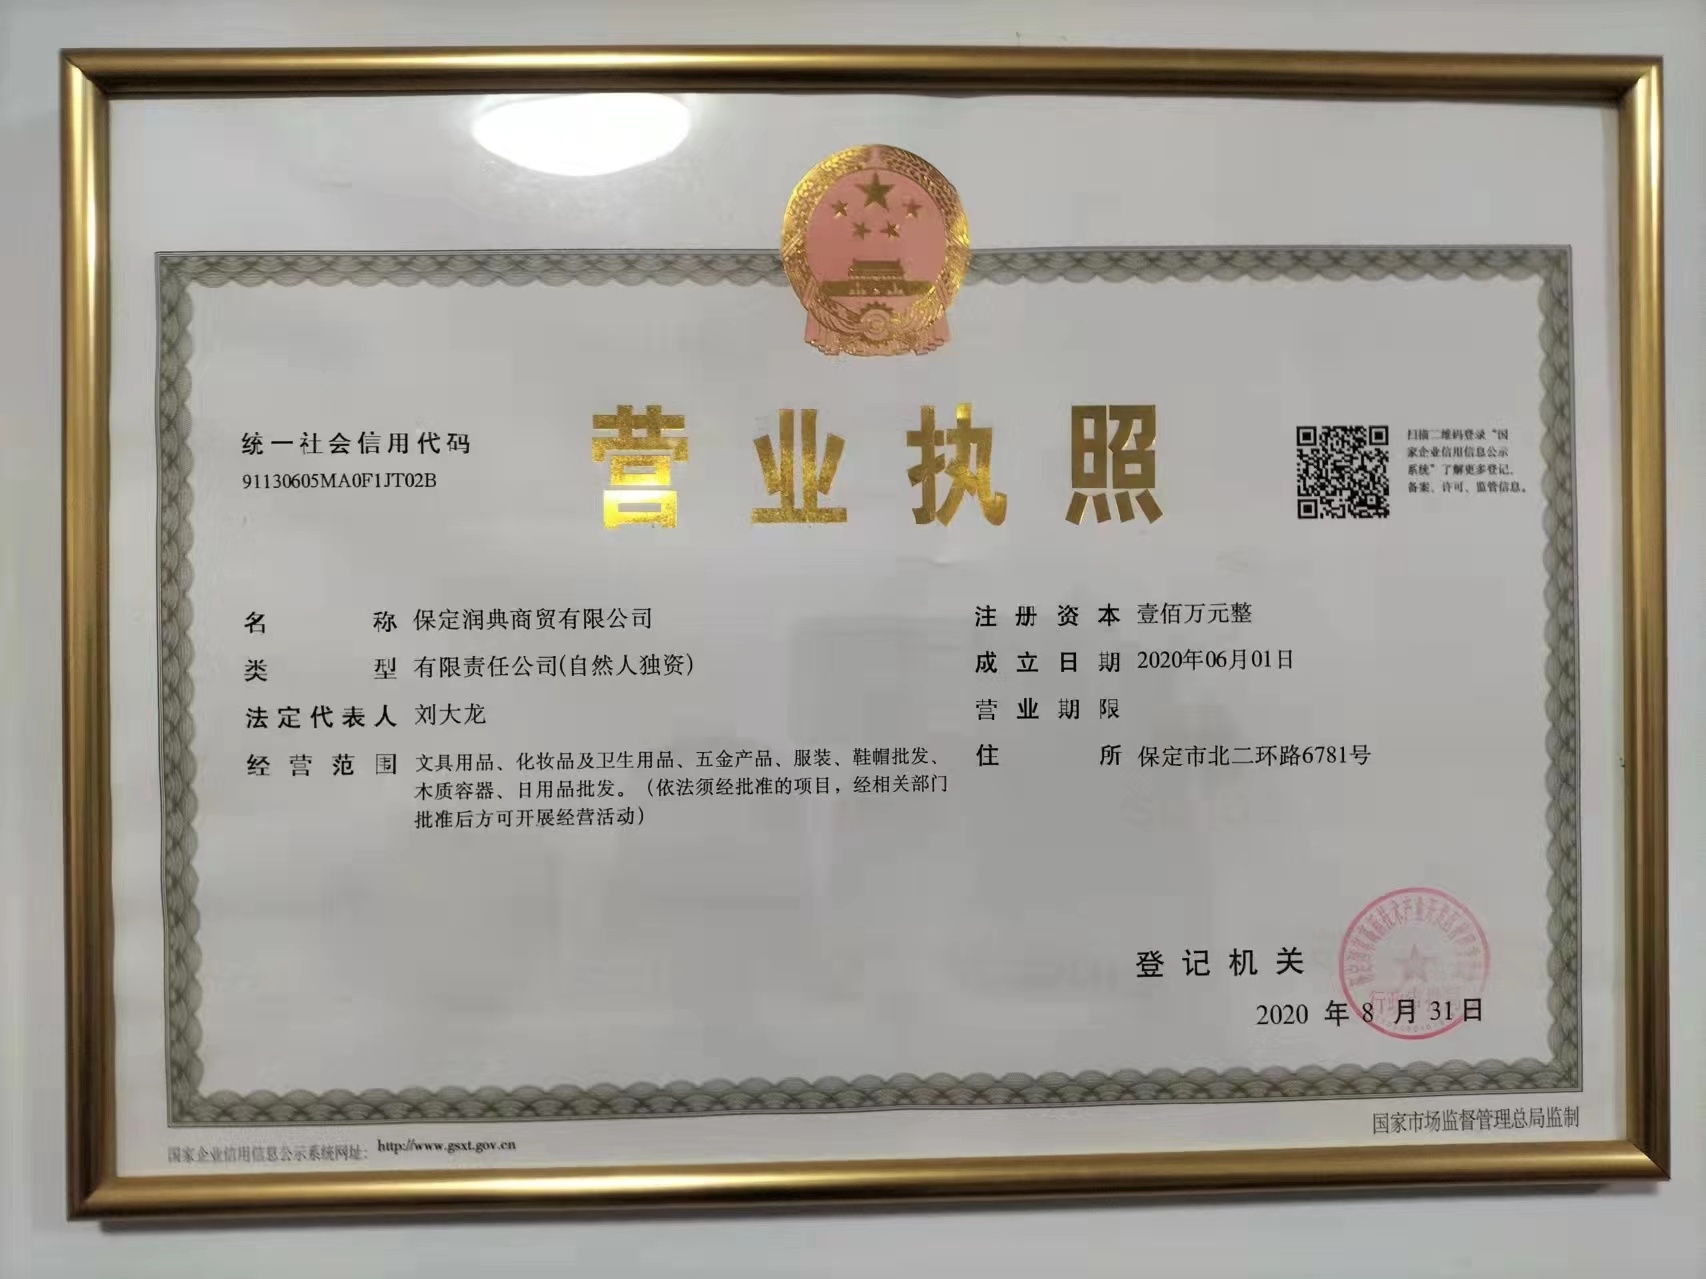 营业执照
统一社会信用代码
91130605MA0F1JT02B
扫描二维码登录“国
家企业信用信息公示
系统”了解更多登记、
备案、许可、监管信息。
名称 保定润典商贸有限公司
类型 有限责任公司(自然人独资)
法定代表人 刘大龙
经营范围 文具用品、化妆品及卫生用品、五金产品、服装、鞋帽批发、
木质容器、日用品批发。（依法须经批准的项目，经相关部门
批准后方可开展经营活动）
注册资本 壹佰万元整
成立日期 2020年06月01日
营业期限
住所 保定市北二环路6781号
登记机关
2020 年 8 月 31 日
国家企业信用信息公示系统网址： http://www.gsxt.gov.cn
国家市场监督管理总局监制